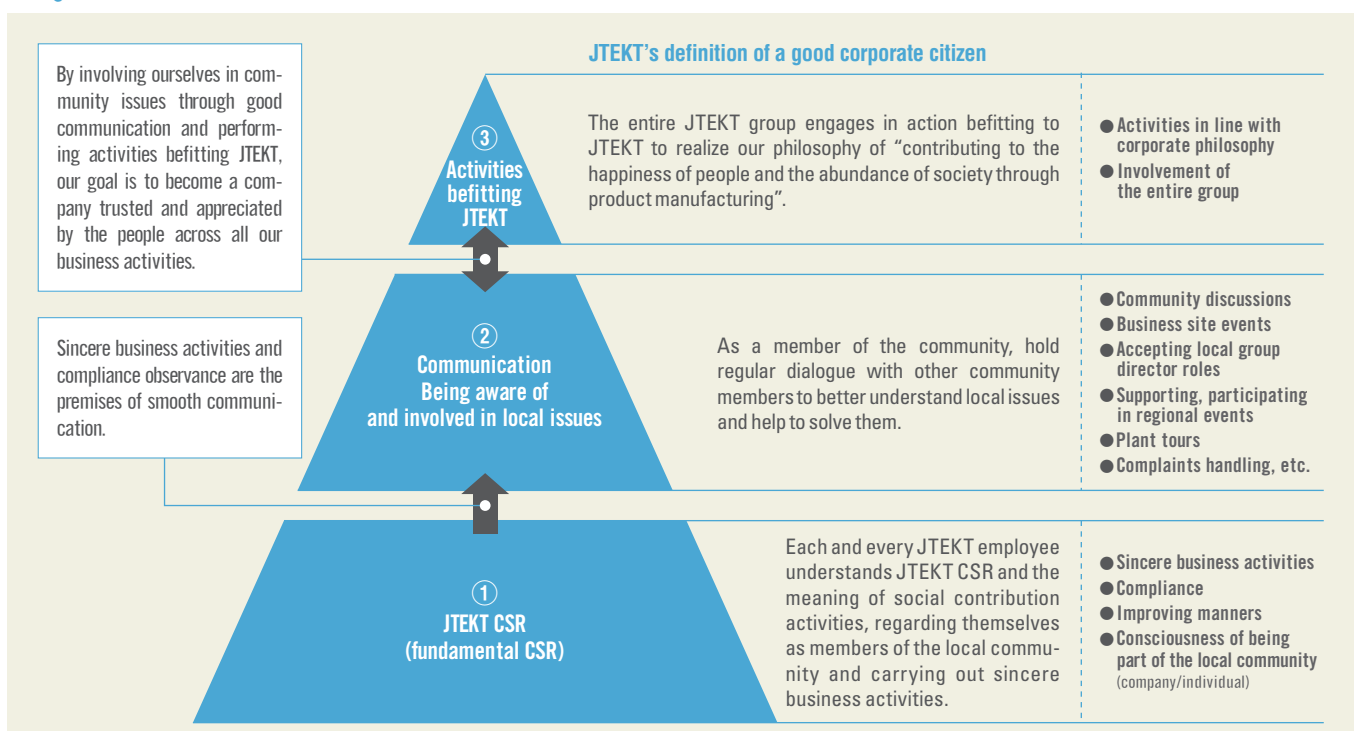 JTEKT's definition of a good corporate citizen
By involving ourselves in com-
munity issues through good
communication and perform-
ing activities befitting JTEKT,
our goal is to become a com-
pany trusted and appreciated
by the people across all our
business activities.
③
Activities
befitting
JTEKT
The entire JTEKT group engages in action befitting to
JTEKT to realize our philosophy of “contributing to the
happiness of people and the abundance of society through
product manufacturing”.
● Activities in line with
corporate philosophy
● Involvement of
the entire group
Sincere business activities and
compliance observance are the
premises of smooth communi-
cation.
②
Communication
Being aware of
and involved in local issues
As a member of the community, hold
regular dialogue with other community
members to better understand local issues
and help to solve them.
● Community discussions
● Business site events
● Accepting local group
director roles
● Supporting, participating
in regional events
● Plant tours
● Complaints handling, etc.
①
JTEKT CSR
(fundamental CSR)
Each and every JTEKT employee
understands JTEKT CSR and the
meaning of social contribution
activities, regarding themselves
as members of the local commu-
nity and carrying out sincere
business activities.
● Sincere business activities
● Compliance
● Improving manners
● Consciousness of being
part of the local community
(company/individual)